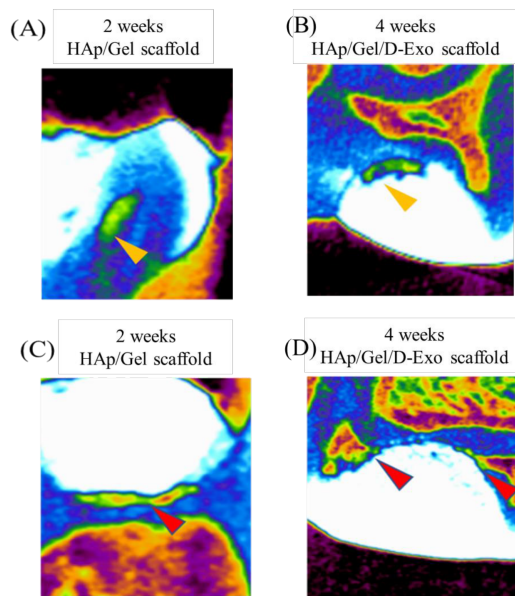 (A)
2 weeks
HAp/Gel scaffold
(B)
4 weeks
HAp/Gel/D-Exo scaffold
(C)
2 weeks
HAp/Gel scaffold
(D)
4 weeks
HAp/Gel/D-Exo scaffold